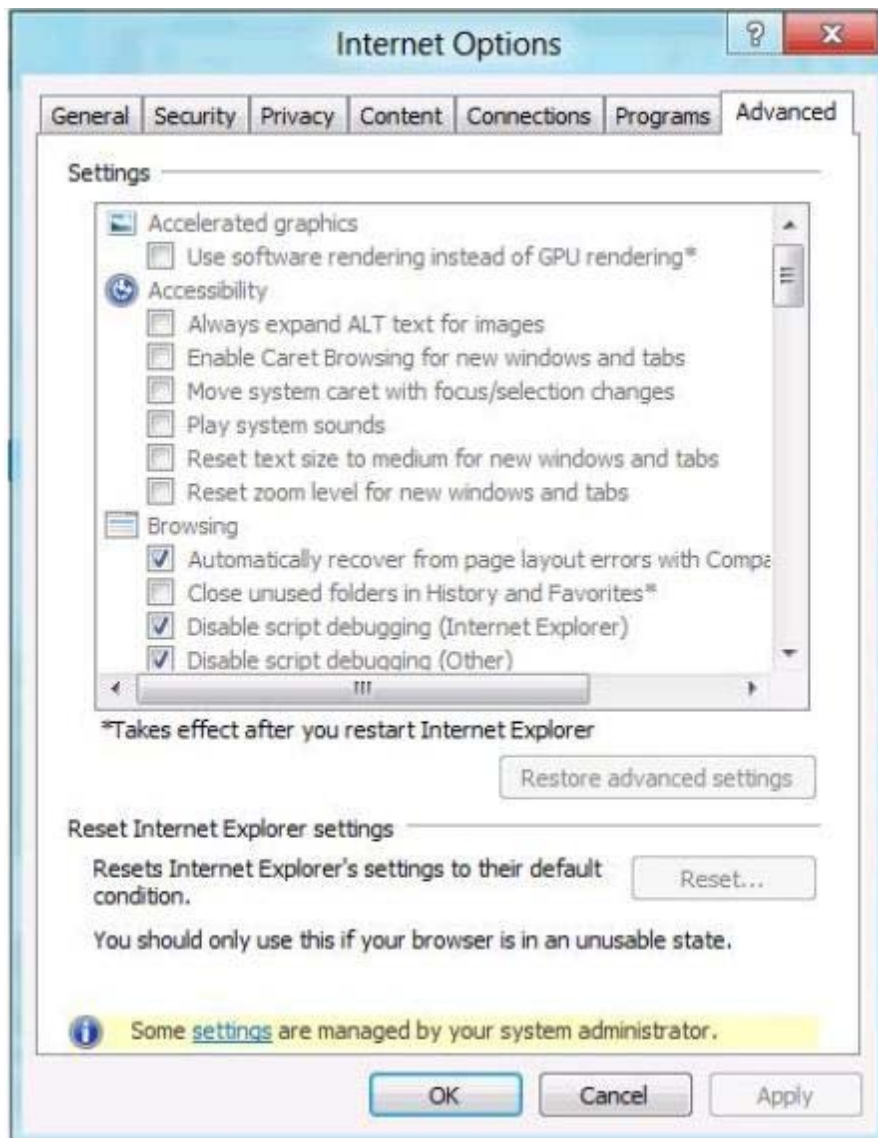 Internet Options
?
General Security Privacy Content Connections Programs Advanced
Settings
Accelerated graphics
Use software rendering instead of GPU rendering*
Accessibility
Always expand ALT text for images
Enable Caret Browsing for new windows and tabs
Move system caret with focus/selection changes
Play system sounds
Reset text size to medium for new windows and tabs
Reset zoom level for new windows and tabs
Browsing
Automatically recover from page layout errors with Compa
Close unused folders in History and Favorites*
Disable script debugging (Internet Explorer)
Disable script debugging (Other)
*Takes effect after you restart Internet Explorer
Restore advanced settings
Reset Internet Explorer settings
Resets Internet Explorer's settings to their default
condition.
Reset...
You should only use this if your browser is in an unusable state.
Some settings are managed by your system administrator.
OK Cancel Apply